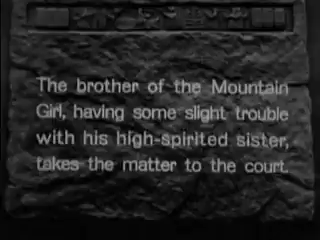 The brother of the Mountain
Girl, having some slight trouble
with his high-spirited sister,
takes the matter to the court.